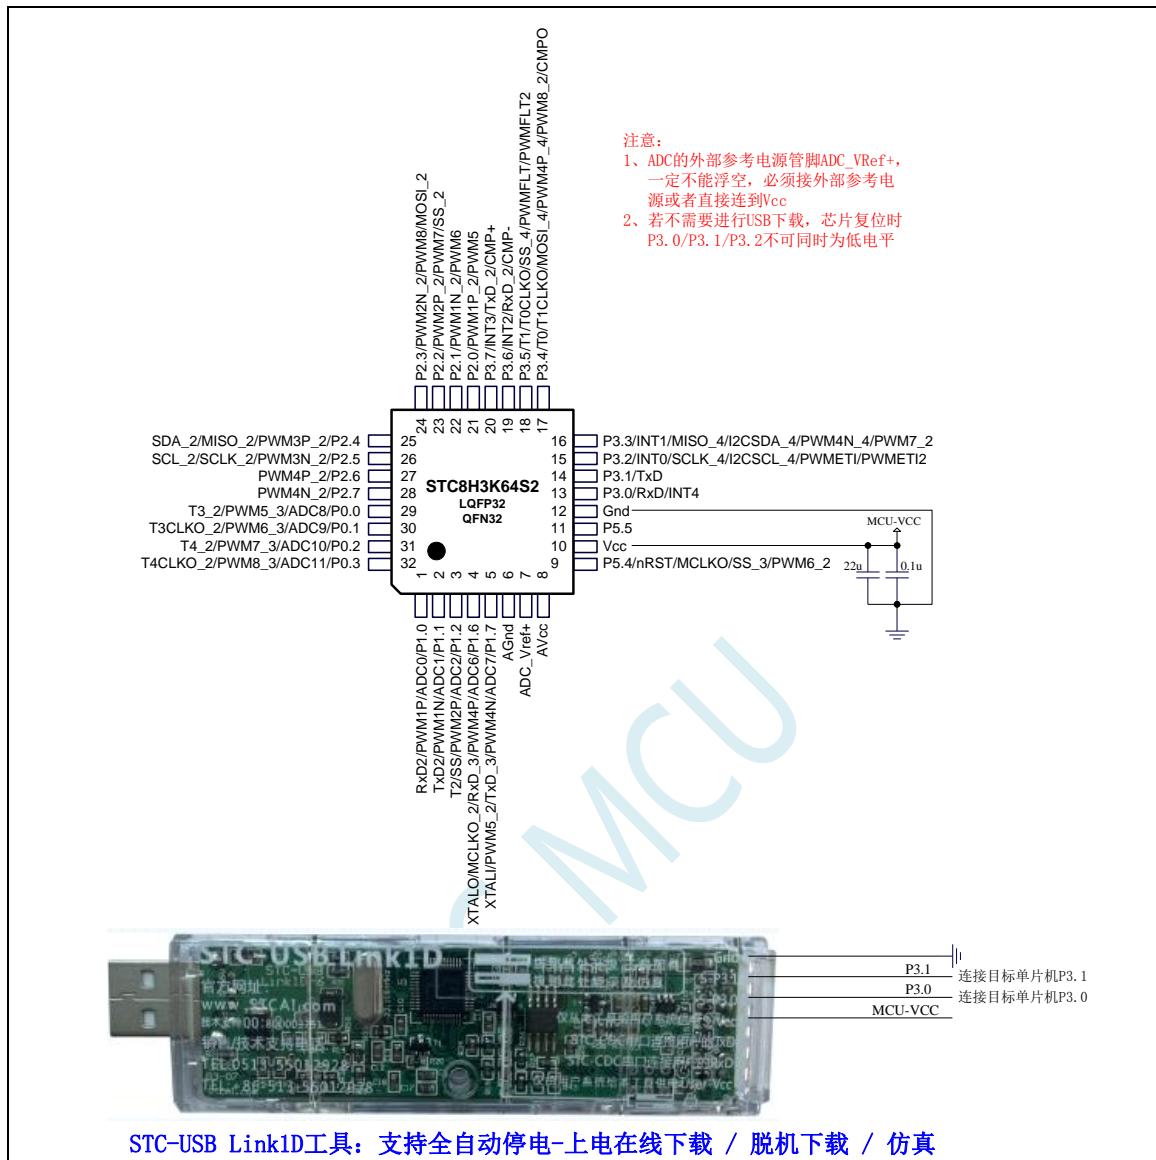 注意:
1、ADC的外部参考电源管脚ADC_VRef+,
一定不能浮空,必须接外部参考电
源或者直接连到Vcc
2、若不需要进行USB下载,芯片复位时
P3.0/P3.1/P3.2不可同时为低电平
P2.3/PWM2N_2/PWM8/MOSI_2
P2.2/PWM2P_2/PWM7/SS_2
P2.1/PWM1N_2/PWM6
P2.0/PWM1P_2/PWM5
P3.7/INT3/TxD_2/CMP+
P3.6/INT2/RxD_2/CMP-
P3.5/T1/T0CLKO/SS_4/PWMFLT/PWMFLT2
P3.4/T0/T1CLKO/MOSI_4/PWM4P_4/PWM8_2/CMPO
24 23 22 21 20 19 18 17
SDA_2/MISO_2/PWM3P_2/P2.4 25
SCL_2/SCLK_2/PWM3N_2/P2.5 26
PWM4P_2/P2.6 27
PWM4N_2/P2.7 28
T3_2/PWM5_3/ADC8/P0.0 29
T3CLKO_2/PWM6_3/ADC9/P0.1 30
T4_2/PWM7_3/ADC10/P0.2 31
T4CLKO_2/PWM8_3/ADC11/P0.3 32
STC8H3K64S2
LQFP32
QFN32
16 P3.3/INT1/MISO_4/I2CSDA_4/PWM4N_4/PWM7_2
15 P3.2/INT0/SCLK_4/I2CSCL_4/PWMETI/PWMETI2
14 P3.1/TxD
13 P3.0/RxD/INT4
12 Gnd
11 P5.5
10 Vcc
9 P5.4/nRST/MCLKO/SS_3/PWM6_2
MCU-VCC
22u
0.1u
1 2 3 4 5 6 7 8
RxD2/PWM1P/ADC0/P1.0
TxD2/PWM1N/ADC1/P1.1
T2/SS/PWM2P/ADC2/P1.2
XTALO/MCLKO_2/RxD_3/PWM4P/ADC6/P1.6
XTALI/PWM5_2/TxD_3/PWM4N/ADC7/P1.7
AGnd
ADC_Vref+
AVcc
MCU
STC-USB Link1D
官方网址:
www.STCAI.com
TEL:0513-55012928
P3.1 连接目标单片机P3.1
P3.0 连接目标单片机P3.0
MCU-VCC
STC-USB Link1D工具: 支持全自动停电-上电在线下载 / 脱机下载 / 仿真